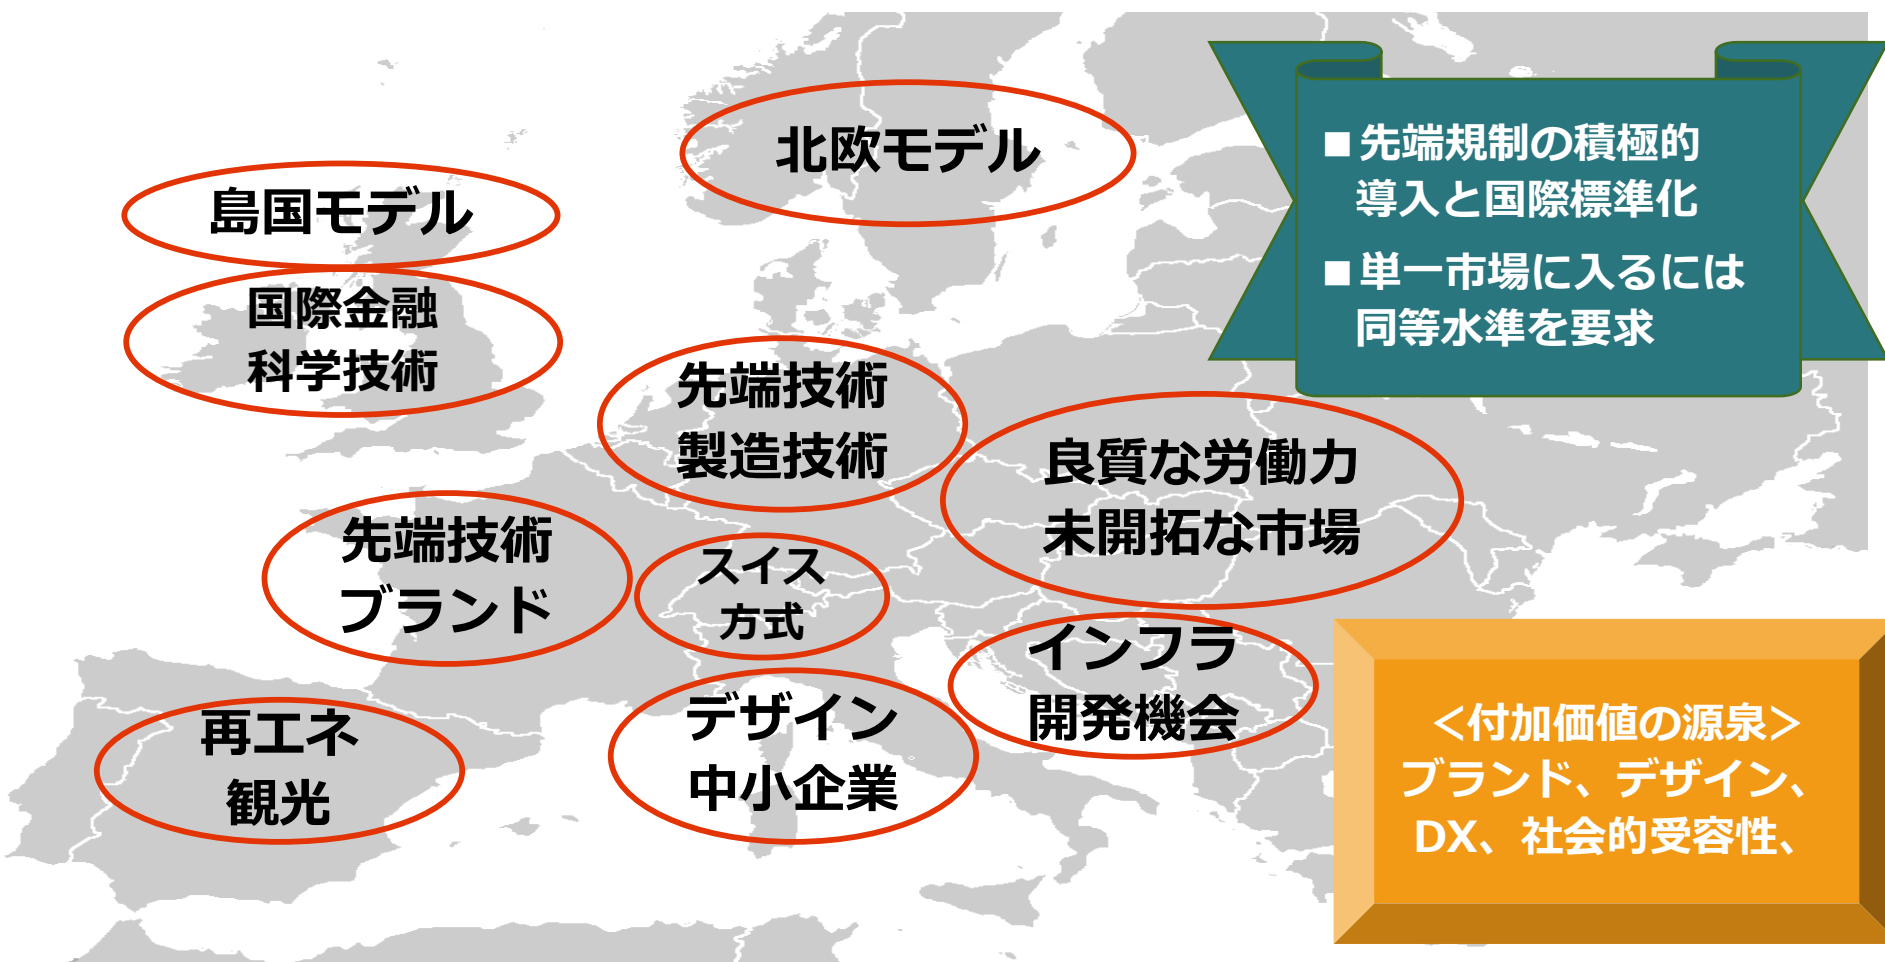 北欧モデル
島国モデル
国際金融
科学技術
先端技術
製造技術
良質な労働力
未開拓な市場
先端技術
ブランド
スイス
方式
インフラ
開発機会
再エネ
観光
デザイン
中小企業
■先端規制の積極的
導入と国際標準化
■単一市場に入るには
同等水準を要求
＜付加価値の源泉＞
ブランド、デザイン、
DX、社会的受容性、